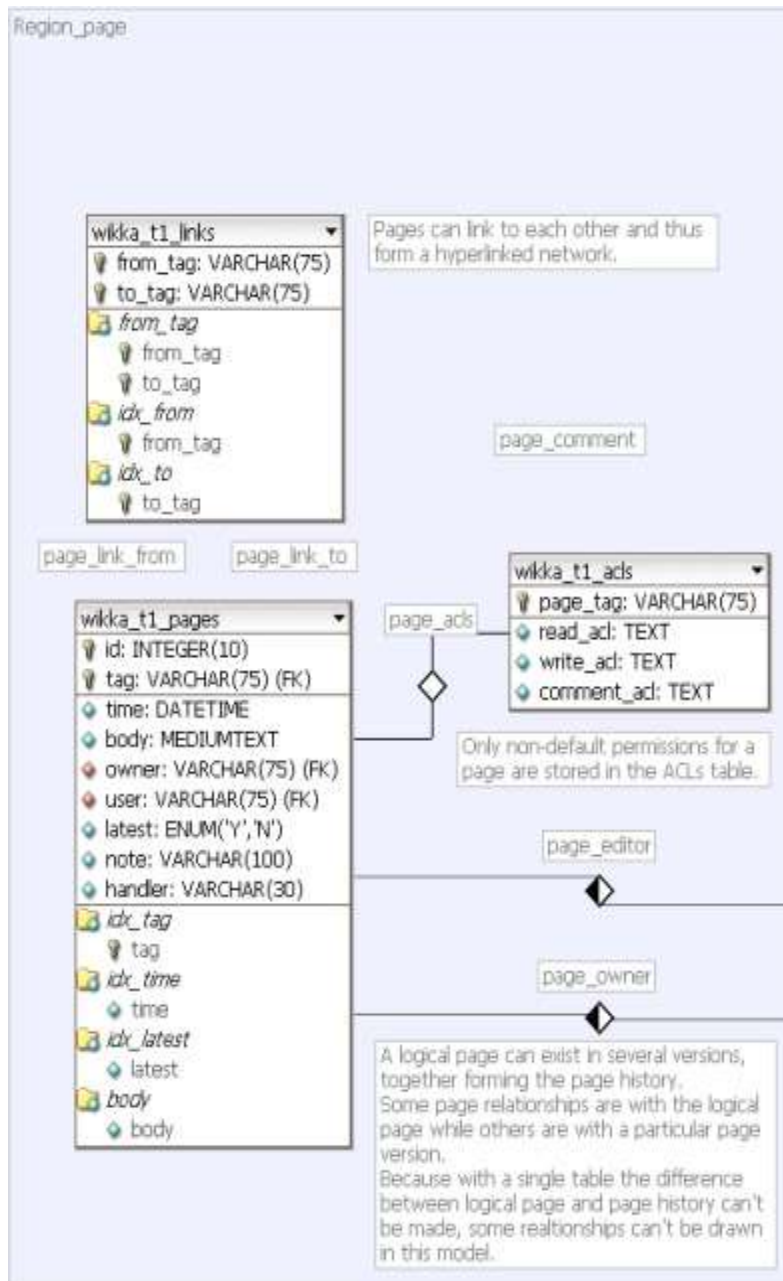 Region_page
wikka_t1_links
from_tag: VARCHAR(75)
to_tag: VARCHAR(75)
from_tag
from_tag
to_tag
idx_from
from_tag
idx_to
to_tag
Pages can link to each other and thus
form a hyperlinked network.
page_comment
page_link_from
page_link_to
wikka_t1_acls
page_tag: VARCHAR(75)
read_acl: TEXT
write_acl: TEXT
comment_acl: TEXT
page_acls
Only non-default permissions for a
page are stored in the ACLs table.
wikka_t1_pages
id: INTEGER(10)
tag: VARCHAR(75) (FK)
time: DATETIME
body: MEDIUMTEXT
owner: VARCHAR(75) (FK)
user: VARCHAR(75) (FK)
latest: ENUM('Y','N')
note: VARCHAR(100)
handler: VARCHAR(30)
idx_tag
tag
idx_time
time
idx_latest
latest
body
body
page_editor
page_owner
A logical page can exist in several versions,
together forming the page history.
Some page relationships are with the logical
page while others are with a particular page
version.
Because with a single table the difference
between logical page and page history can't
be made, some realtionships can't be drawn
in this model.